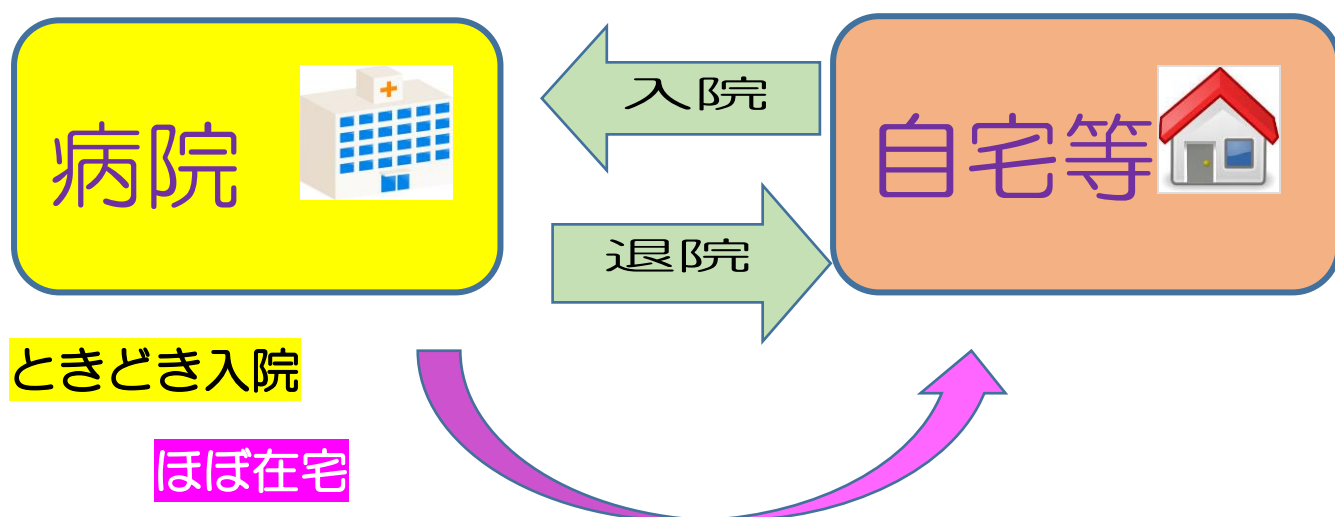 病院
入院
自宅等
退院
ときどき入院
ほぼ在宅